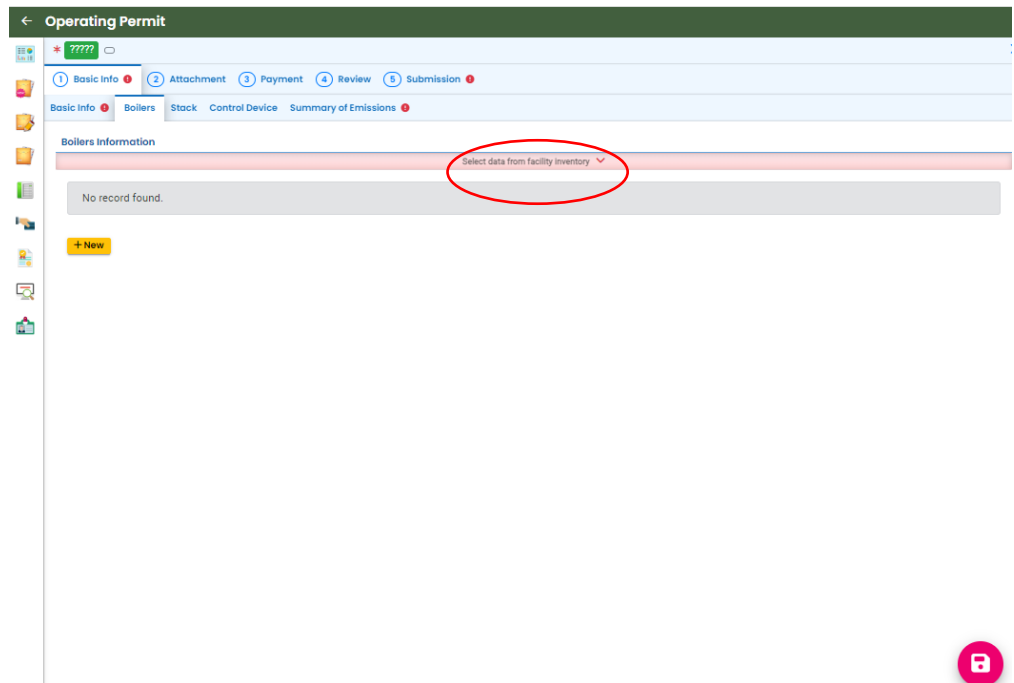 Operating Permit
* ?????
1 Basic Info 2 Attachment 3 Payment 4 Review 5 Submission
Basic Info Boilers Stack Control Device Summary of Emissions
Boilers Information
Select data from facility inventory
No record found.
+ New